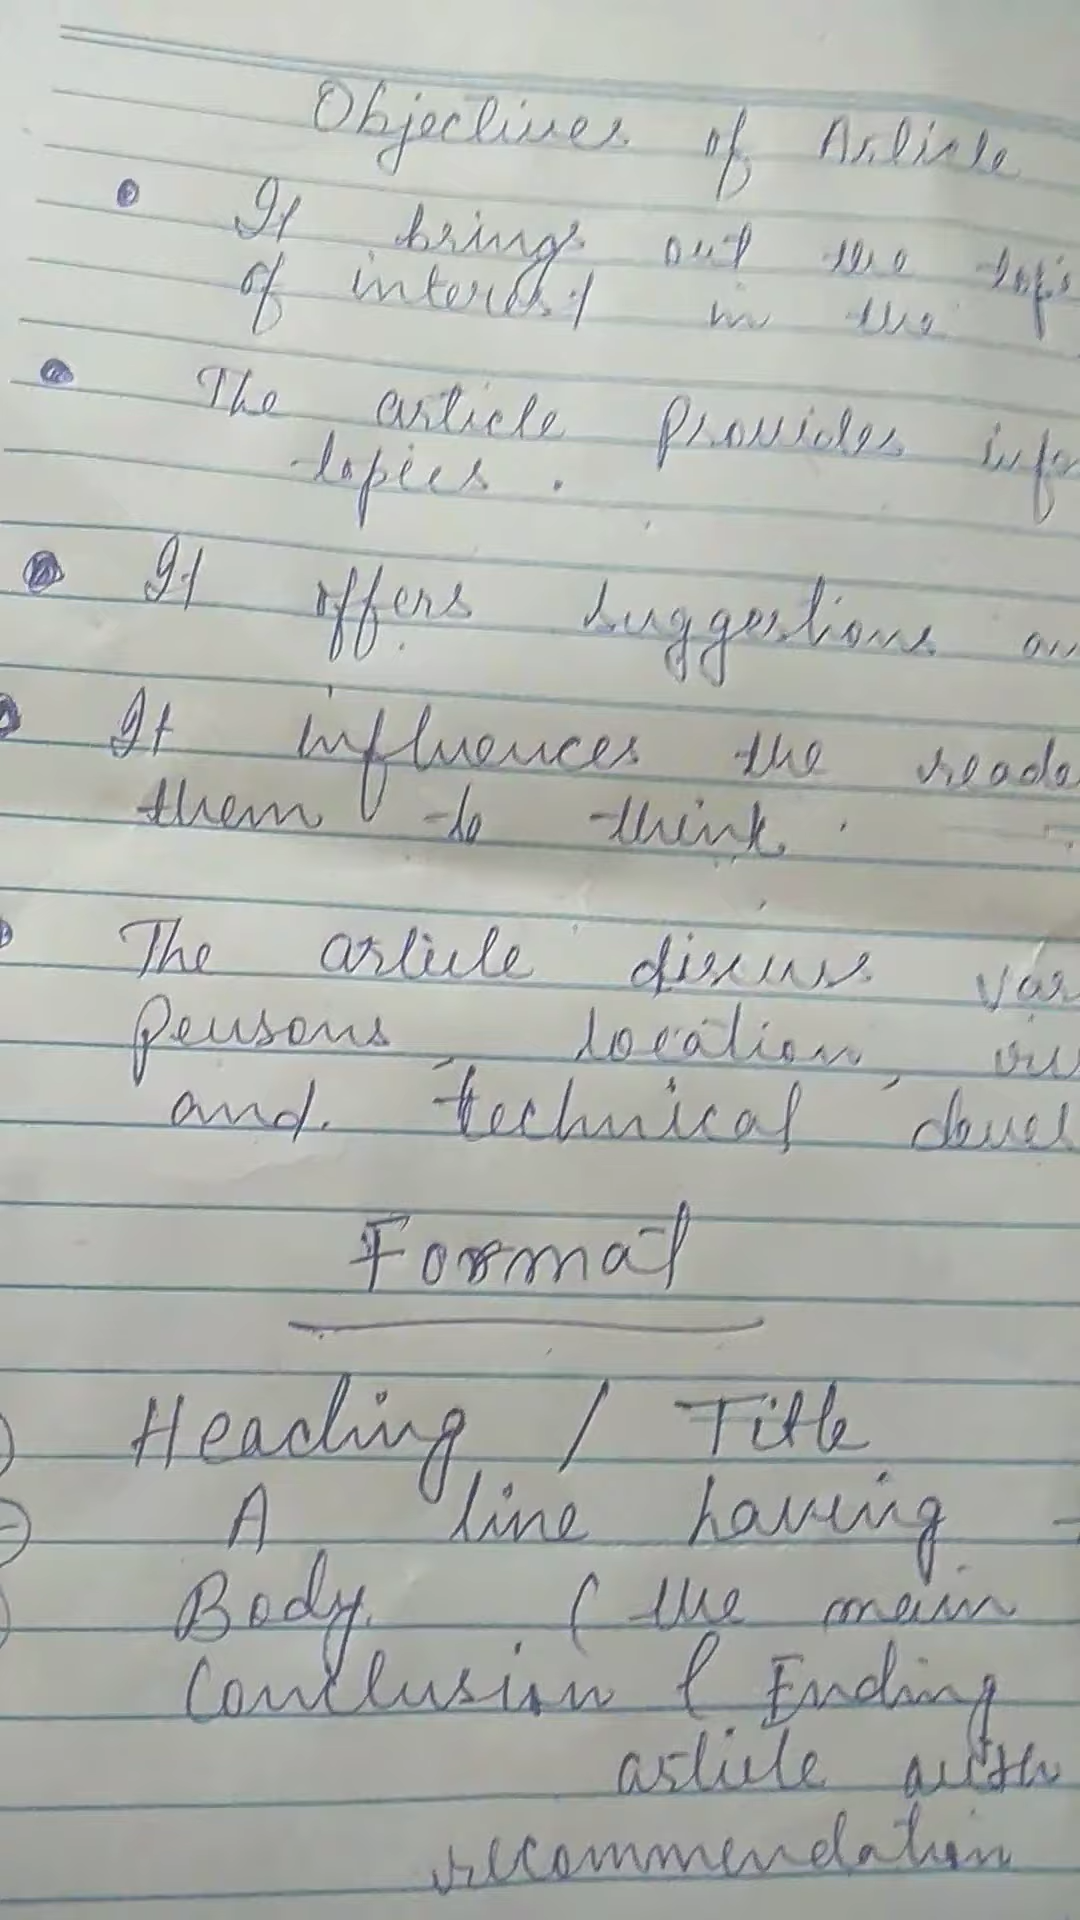 Objectives of Article
• It brings out the
of interest in the
• The article provides
topics.
• It offers suggestions
• It influences the
them to think.
The article discuss
persons, location,
and technical
Format
Heading / Title
A line having
Body (the main
Conclusion ( Ending
article with
recommendation